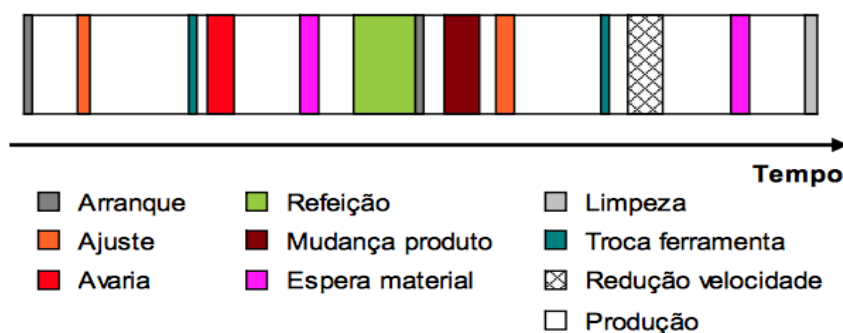 Tempo
Arranque
Refeição
Limpeza
Ajuste
Mudança produto
Troca ferramenta
Avaria
Espera material
Redução velocidade
Produção